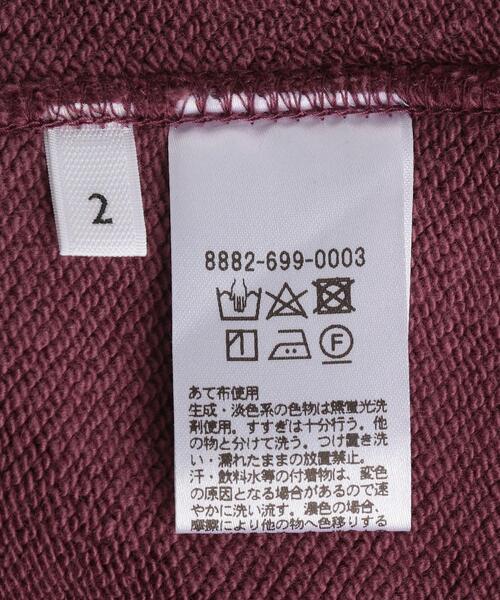 2
8882-699-0003
F
あて布使用
生成・淡色系の色物は無蛍光洗
剤使用。すすぎは十分行う。他
の物と分けて洗う。つけ置き洗
い・濡れたままの放置禁止。
汗・飲料水等の付着物は、変色
の原因となる場合があるので速
やかに洗い流す。濃色の場合、
摩擦により他の物へ色移りする